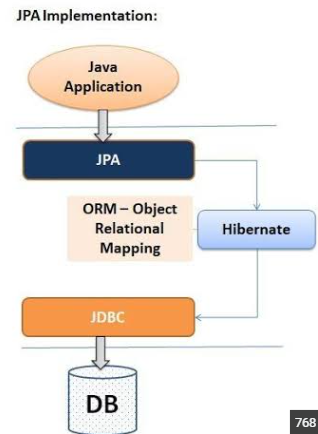 JPA Implementation:
Java
Application
JPA
ORM – Object
Relational
Mapping
Hibernate
JDBC
DB
768